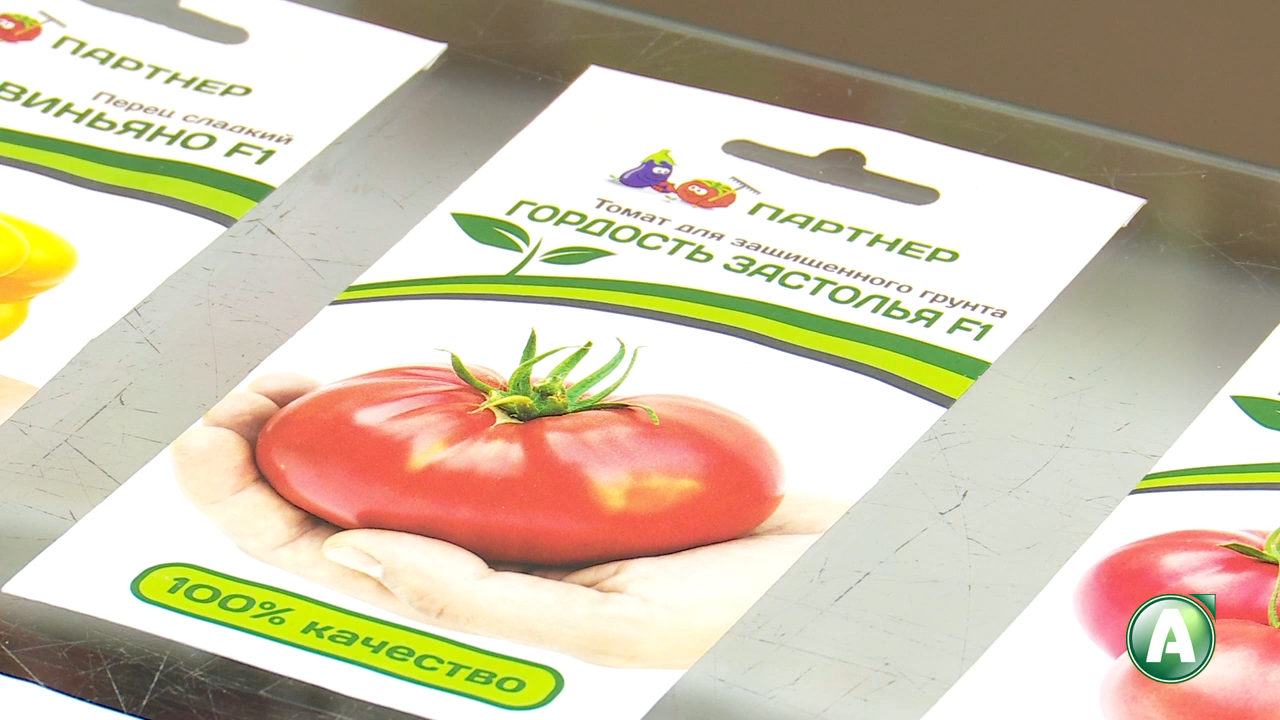 ПАРТНЕР
Перец сладкий
ВИНЬЯНО F1
ПАРТНЕР
Томат для защищенного грунта
ГОРДОСТЬ ЗАСТОЛЬЯ F1
100% качество
А